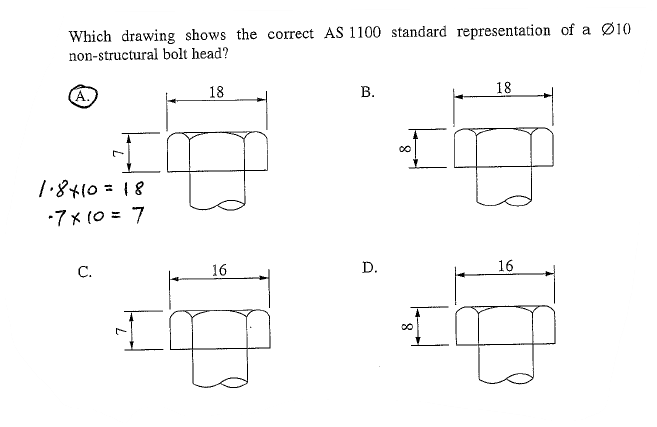 Which drawing shows the correct AS 1100 standard representation of a Ø10
non-structural bolt head?
A.
18
7
1.8×10 = 18
.7 × 10 = 7
B.
18
8
C.
16
7
D.
16
8